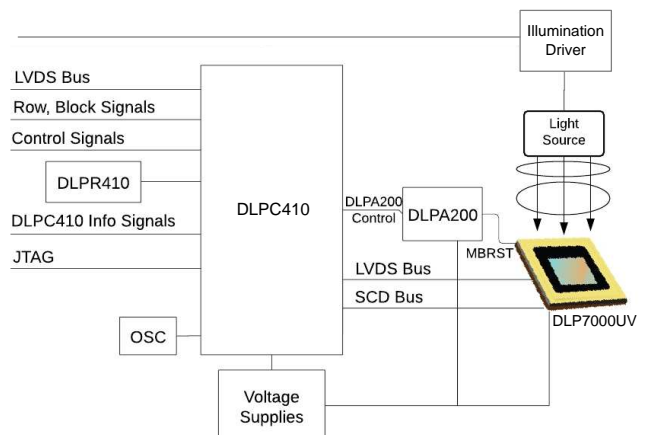 Illumination
Driver
LVDS Bus
Row, Block Signals
Control Signals
Light
Source
DLPR410
DLPC410
DLPA200
Control
DLPA200
DLPC410 Info Signals
MBRST
JTAG
LVDS Bus
SCD Bus
DLP7000UV
OSC
Voltage
Supplies